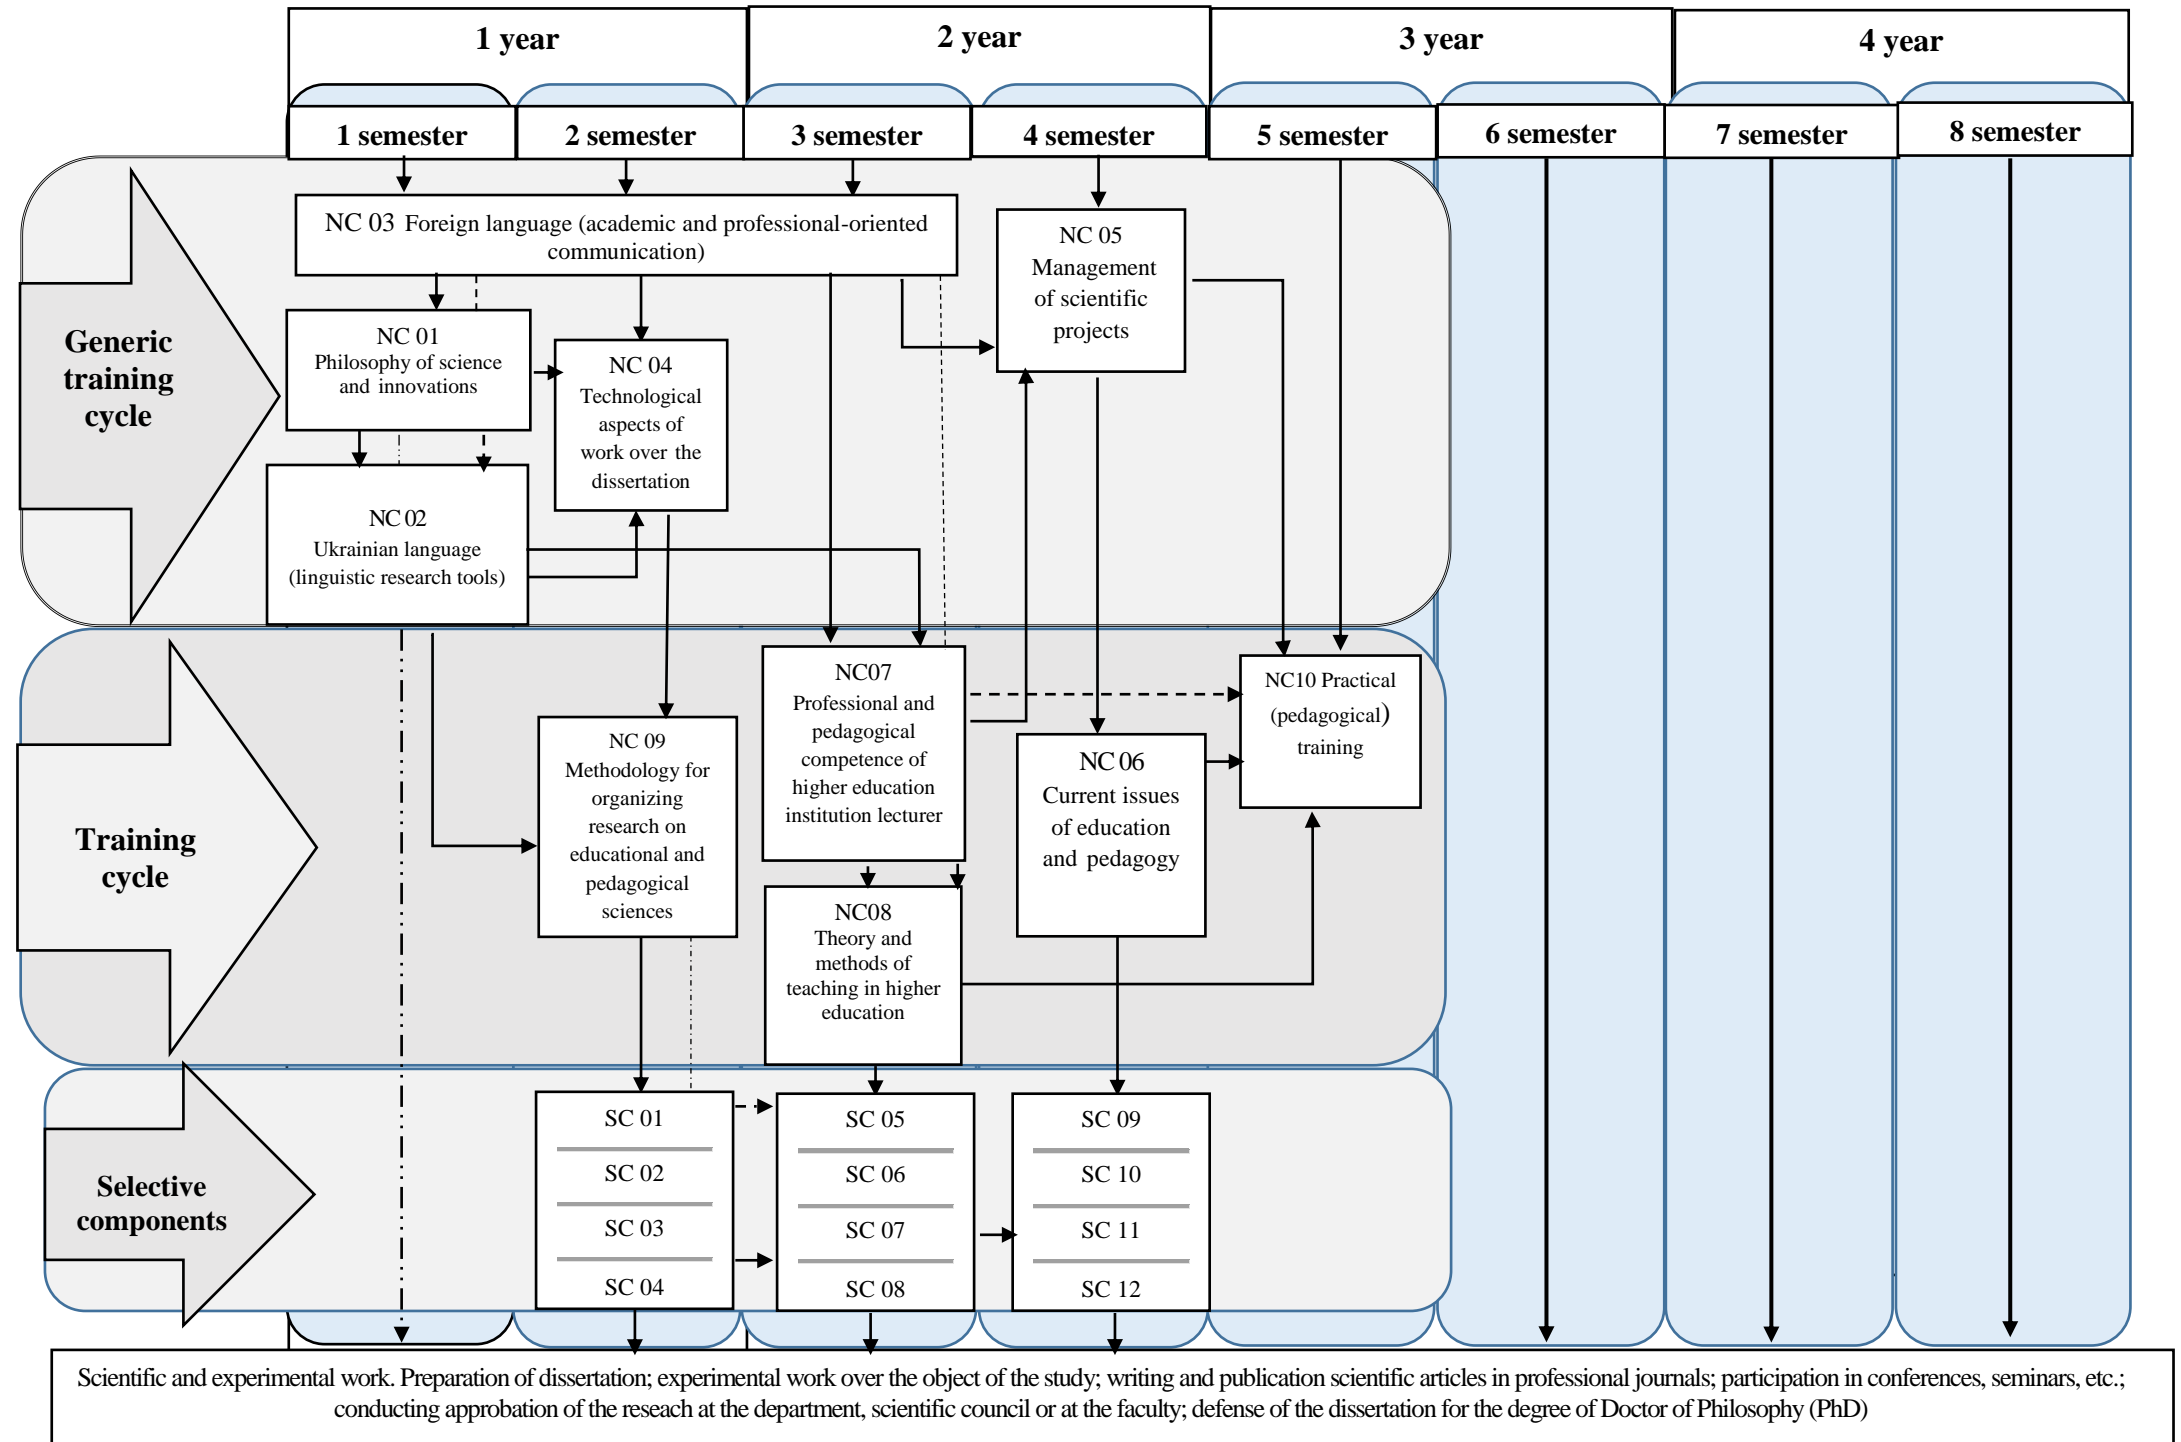 1 year
2 year
3 year
4 year
1 semester
2 semester
3 semester
4 semester
5 semester
6 semester
7 semester
8 semester
Generic
training
cycle
NC 03 Foreign language (academic and professional-oriented
communication)
NC 05
Management
of scientific
projects
NC 01
Philosophy of science
and innovations
NC 04
Technological
aspects of
work over the
dissertation
NC 02
Ukrainian language
(linguistic research tools)
Training
cycle
NC 09
Methodology for
organizing
research on
educational and
pedagogical
sciences
NC07
Professional and
pedagogical
competence of
higher education
institution lecturer
NC08
Theory and
methods of
teaching in higher
education
NC 06
Current issues
of education
and pedagogy
NC10 Practical
(pedagogical)
training
Selective
components
SC 01
SC 02
SC 03
SC 04
SC 05
SC 06
SC 07
SC 08
SC 09
SC 10
SC 11
SC 12
Scientific and experimental work. Preparation of dissertation; experimental work over the object of the study; writing and publication scientific articles in professional journals; participation in conferences, seminars, etc.;
conducting approbation of the reseach at the department, scientific council or at the faculty; defense of the dissertation for the degree of Doctor of Philosophy (PhD)